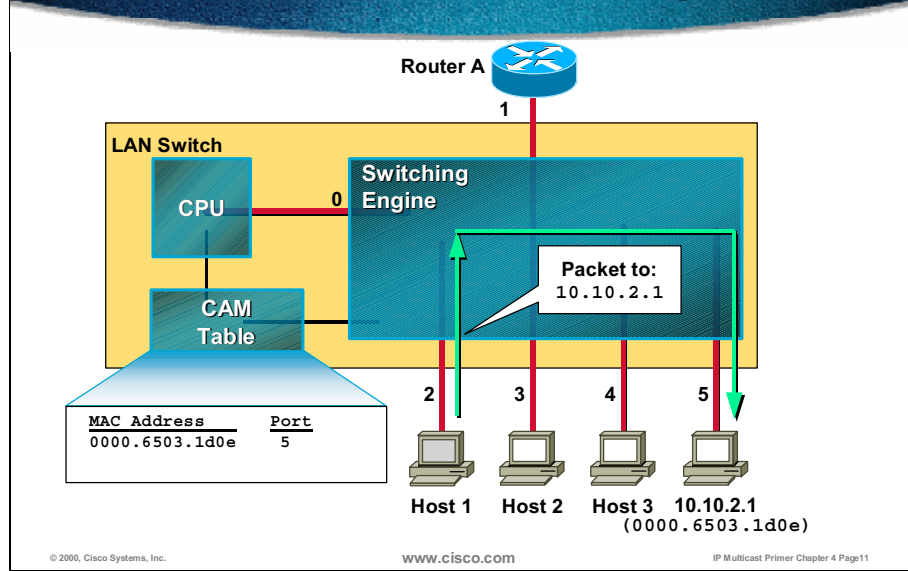 Router A
1
LAN Switch
Switching
Engine
CPU
0
Packet to:
10.10.2.1
CAM
Table
2
3
4
5
MAC Address Port
0000.6503.1d0e 5
Host 1
Host 2
Host 3
10.10.2.1
(0000.6503.1d0e)
© 2000, Cisco Systems, Inc.
www.cisco.com
IP Multicast Primer Chapter 4 Page11